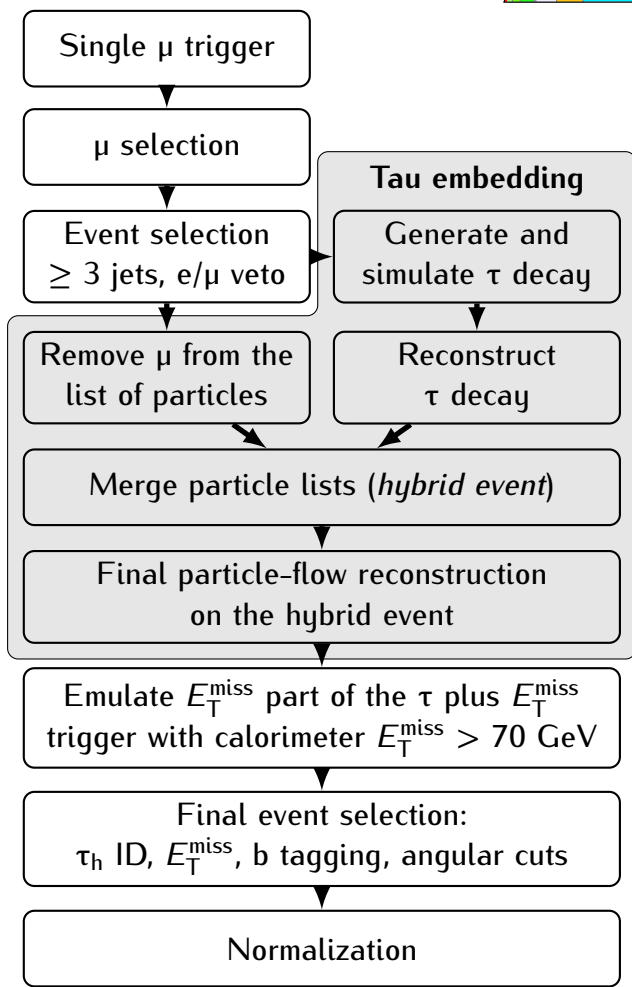 Single μ trigger
μ selection
Tau embedding
Event selection
≥ 3 jets, e/μ veto
Generate and
simulate τ decay
Remove μ from the
list of particles
Reconstruct
τ decay
Merge particle lists (hybrid event)
Final particle-flow reconstruction
on the hybrid event
Emulate E_T^miss part of the τ plus E_T^miss
trigger with calorimeter E_T^miss > 70 GeV
Final event selection:
τ_h ID, E_T^miss, b tagging, angular cuts
Normalization